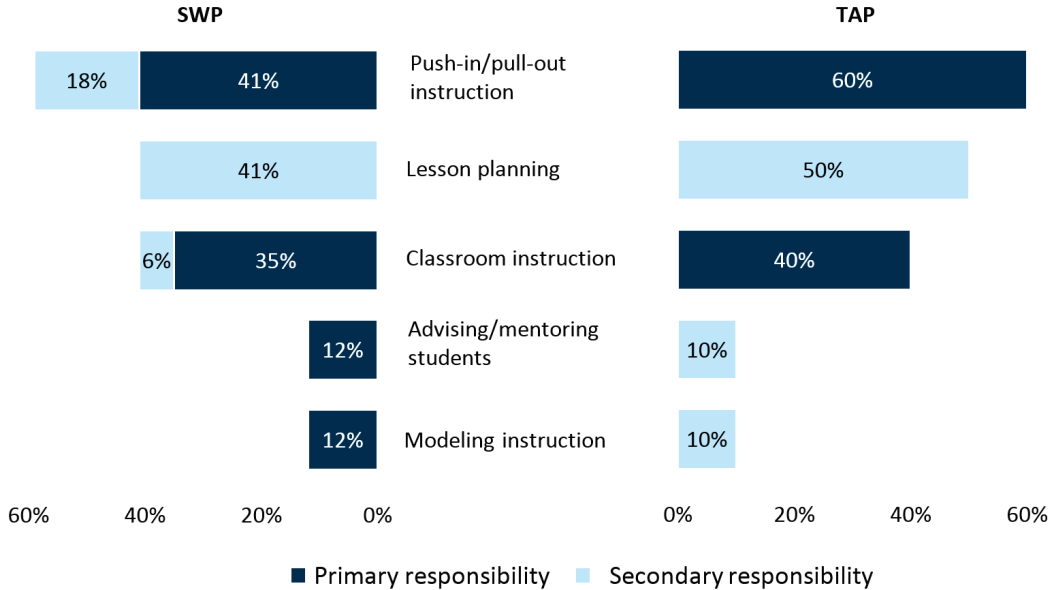 SWP
TAP
18%
41%
Push-in/pull-out
instruction
60%
41%
Lesson planning
50%
6%
35%
Classroom instruction
40%
12%
Advising/mentoring
students
10%
12%
Modeling instruction
10%
60%
40%
20%
0%
0%
20%
40%
60%
Primary responsibility
Secondary responsibility